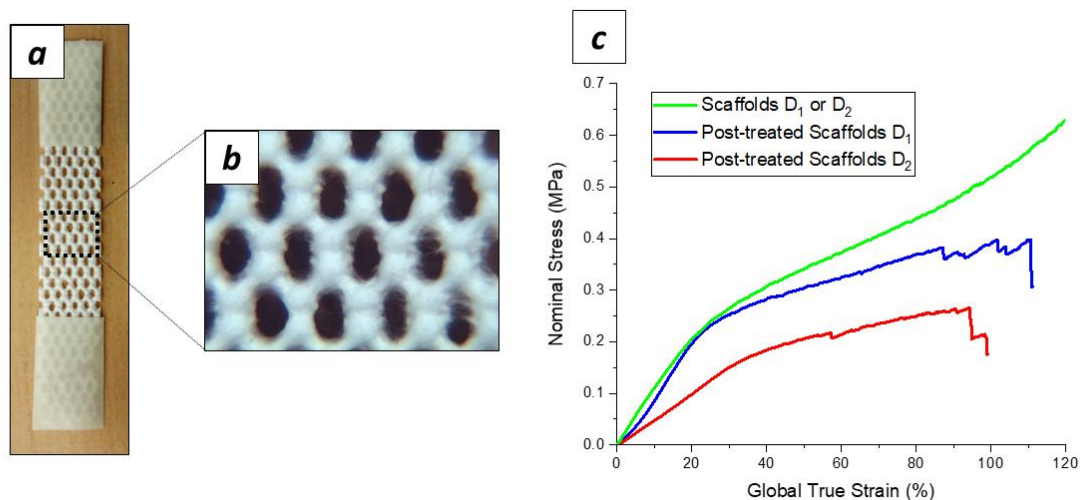 a
b
c
0.7
0.6
0.5
0.4
0.3
0.2
0.1
0.0
Nominal Stress (MPa)
Scaffolds D₁ or D₂
Post-treated Scaffolds D₁
Post-treated Scaffolds D₂
0 20 40 60 80 100 120
Global True Strain (%)